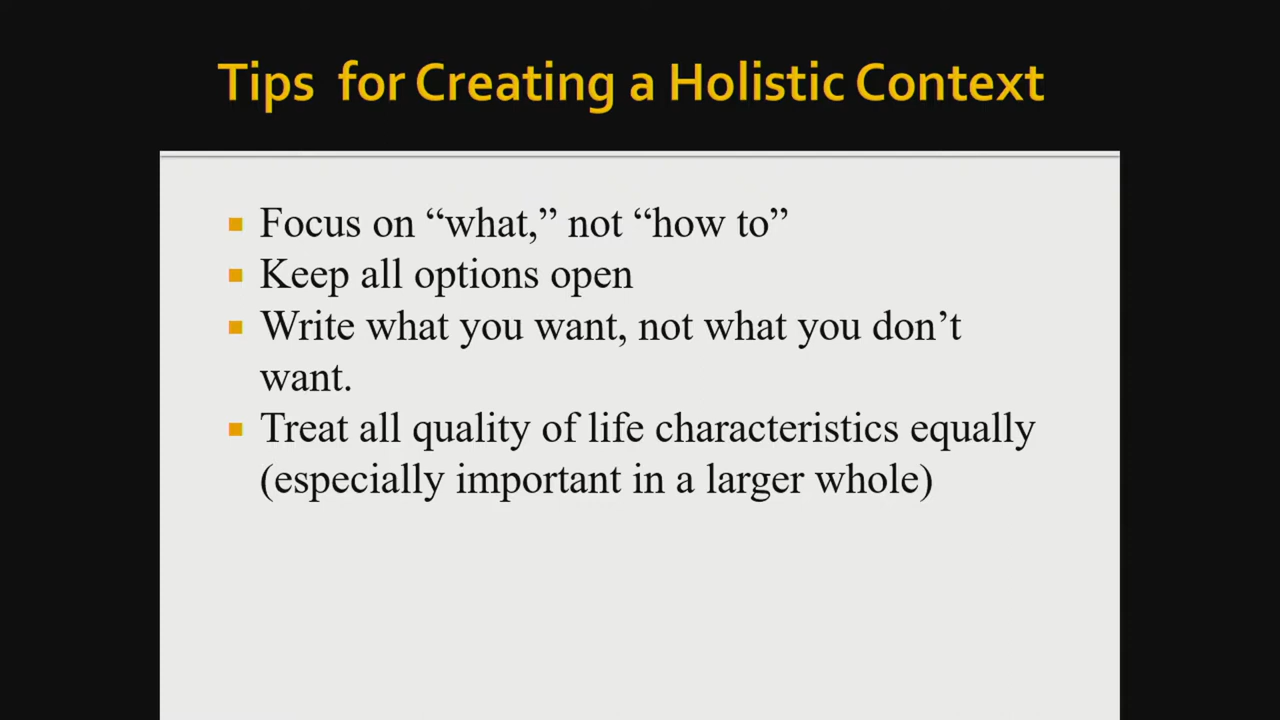 Tips for Creating a Holistic Context
Focus on “what,” not “how to”
Keep all options open
Write what you want, not what you don’t
want.
Treat all quality of life characteristics equally
(especially important in a larger whole)